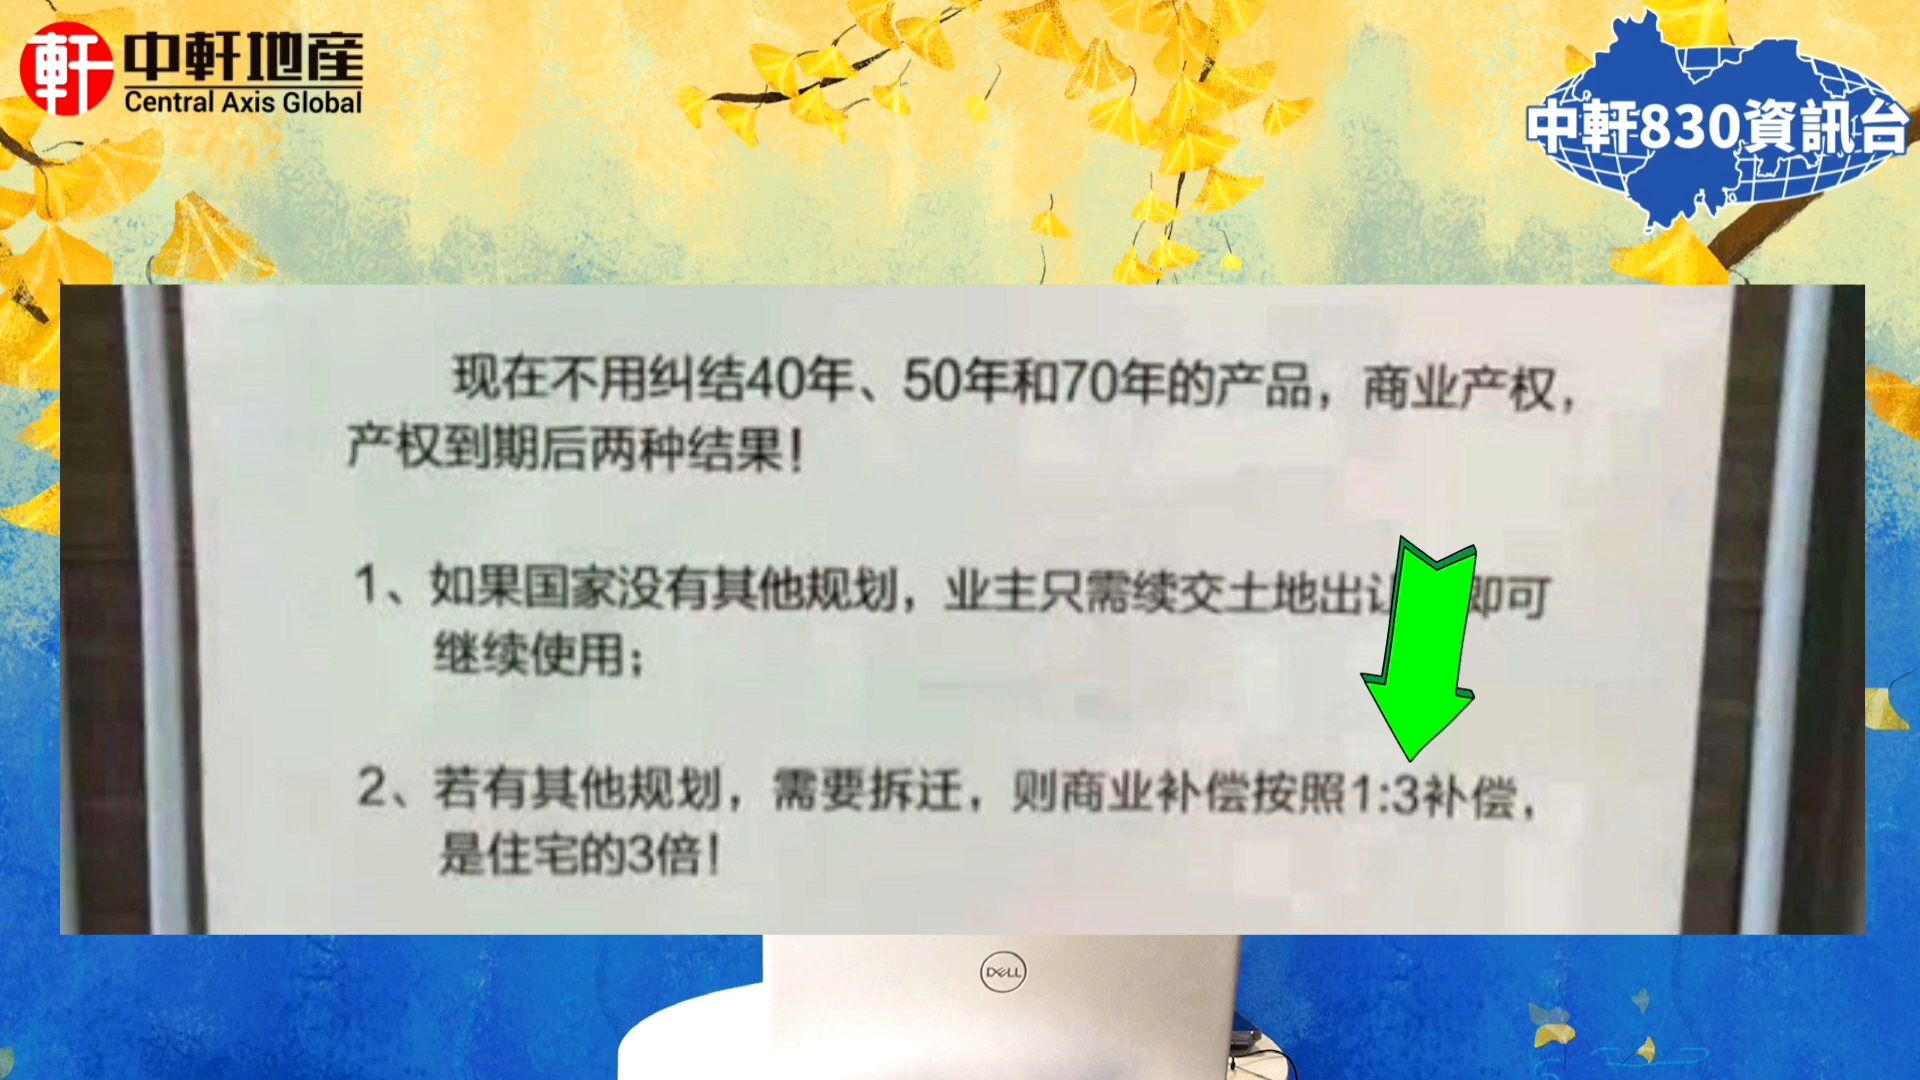 軒 中軒地産
Central Axis Global
中軒830資訊台
现在不用纠结40年、50年和70年的产品，商业产权，
产权到期后两种结果！
1、如果国家没有其他规划，业主只需续交土地出让 即可
继续使用；
2、若有其他规划，需要拆迁，则商业补偿按照1:3补偿，
是住宅的3倍！
DELL